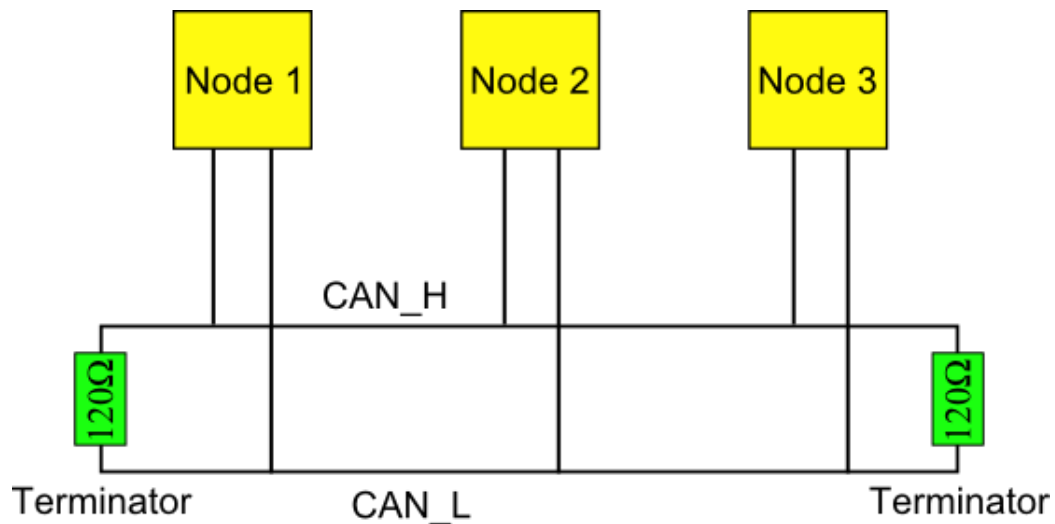 Node 1
Node 2
Node 3
CAN_H
120Ω
120Ω
Terminator
CAN_L
Terminator